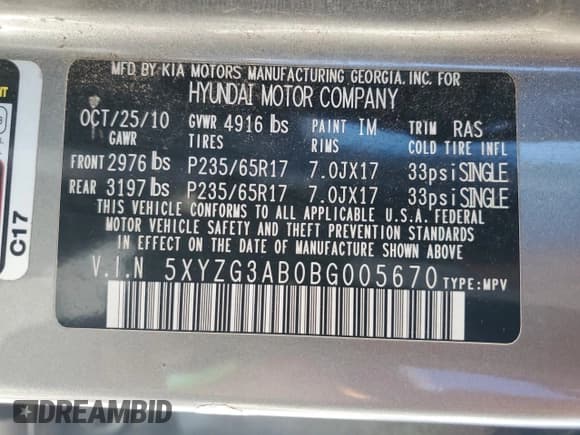 MFD BY KIA MOTORS MANUFACTURING GEORGIA. INC. FOR
HYUNDAI MOTOR COMPANY
OCT/25/10 GVWR 4916 lbs PAINT IM TRIM RAS
GAWR TIRES RIMS COLD TIRE INFL
FRONT 2976 lbs P235/65R17 7.0JX17 33psi SINGLE
REAR 3197 lbs P235/65R17 7.0JX17 33psi SINGLE
THIS VEHICLE CONFORMS TO ALL APPLICABLE U.S.A. FEDERAL
MOTOR VEHICLE SAFETY AND THEFT PREVENTION STANDARDS
IN EFFECT ON THE DATE OF MANUFACTURE SHOWN ABOVE.
V.I.N 5XYZG3AB0BG005670 TYPE: MPV
C17
DREAMBID